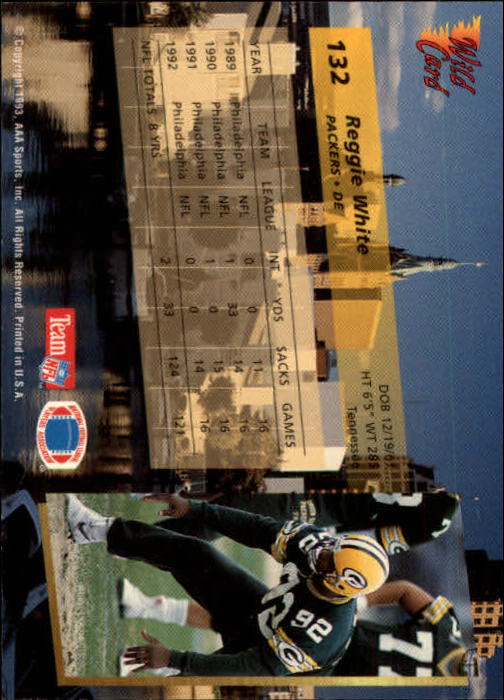 Wild Card
132 Reggie White
PACKERS • DE
DOB 12/19/6
HT 6'5" WT 285
Tennessee
YEAR TEAM LEAGUE INT. YDS SACKS GAMES
1989 Philadelphia NFL 11 16
1990 Philadelphia NFL 1 33 14 16
1991 Philadelphia NFL 1 0 15 16
1992 Philadelphia NFL 0 0 14 16
NFL TOTALS 8 YRS 2 33 124 121
Team NFL
© Copyright 1993, AAA Sports, Inc. All Rights Reserved. Printed in U.S.A.
92
92
G
77